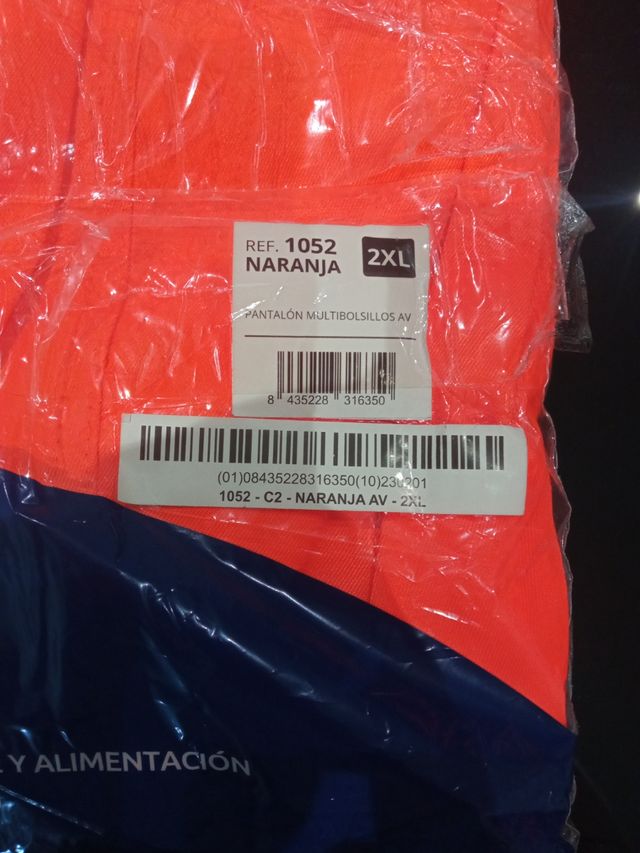 REF. 1052
NARANJA
2XL
PANTALÓN MULTIBOLSILLOS AV
8 435228 316350
(01)08435228316350(10)230201
1052 - C2 - NARANJA AV - 2XL
Y ALIMENTACIÓN